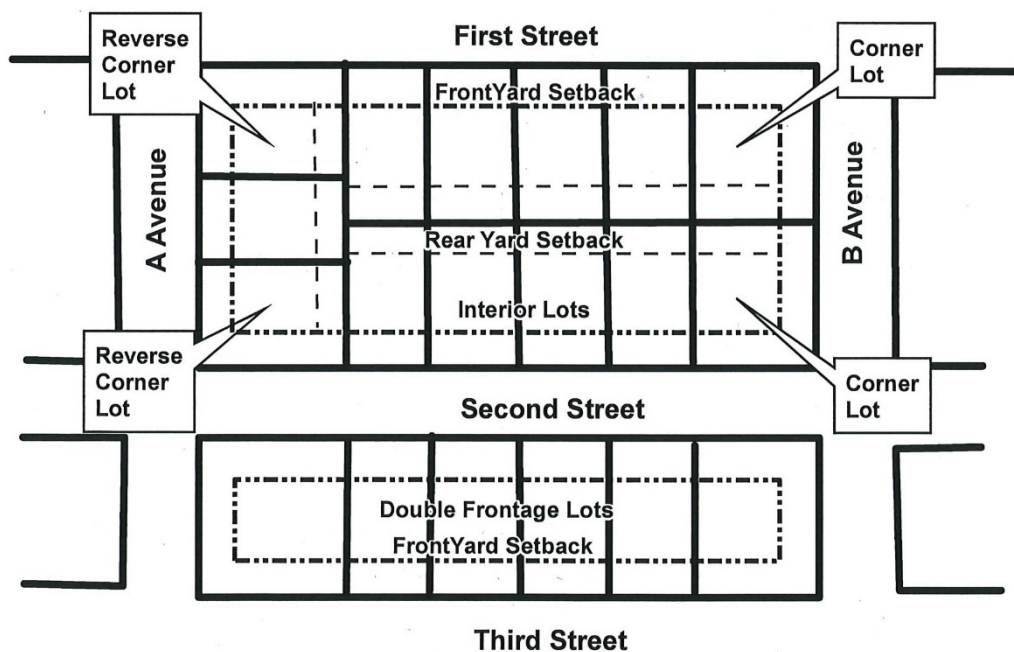 First Street
Reverse
Corner
Lot
Corner
Lot
FrontYard Setback
A Avenue
B Avenue
Rear Yard Setback
Interior Lots
Reverse
Corner
Lot
Corner
Lot
Second Street
Double Frontage Lots
FrontYard Setback
Third Street